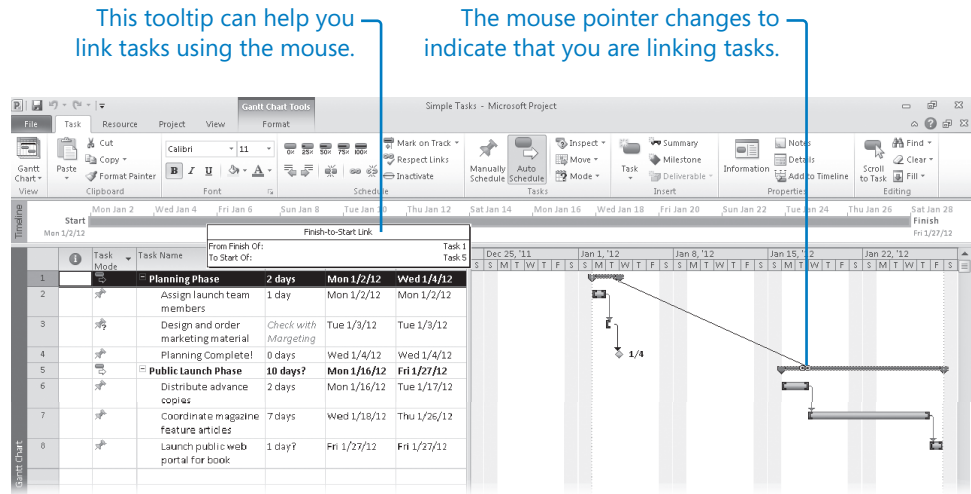 This tooltip can help you
link tasks using the mouse.
The mouse pointer changes to
indicate that you are linking tasks.
Gantt Chart Tools
Simple Tasks - Microsoft Project
File Task Resource Project View Format
Gantt Chart
View
Paste
Cut
Copy
Format Painter
Clipboard
Calibri 11
B I U A
Font
0% 25% 50% 75% 100%
Mark on Track
Respect Links
Inactivate
Schedule
Manually Schedule
Auto Schedule
Inspect
Move
Mode
Tasks
Task
Summary
Milestone
Deliverable
Insert
Information
Notes
Details
Add to Timeline
Properties
Scroll to Task
Find
Clear
Fill
Editing
Timeline
Mon Jan 2 Wed Jan 4 Fri Jan 6 Sun Jan 8 Tue Jan 10 Thu Jan 12 Sat Jan 14 Mon Jan 16 Wed Jan 18 Fri Jan 20 Sun Jan 22 Tue Jan 24 Thu Jan 26 Sat Jan 28
Start
Mon 1/2/12
Finish
Fri 1/27/12
Finish-to-Start Link
From Finish Of: Task 1
To Start Of: Task 5
Task Mode
Task Name
Dec 25, '11 Jan 1, '12 Jan 8, '12 Jan 15, '12 Jan 22, '12
S S M T W T F S S M T W T F S S M T W T F S S M T W T F S S M T W T F S
1 Planning Phase 2 days Mon 1/2/12 Wed 1/4/12
2 Assign launch team members 1 day Mon 1/2/12 Mon 1/2/12
3 Design and order marketing material Check with Margeting Tue 1/3/12 Tue 1/3/12
4 Planning Complete! 0 days Wed 1/4/12 Wed 1/4/12
1/4
5 Public Launch Phase 10 days? Mon 1/16/12 Fri 1/27/12
6 Distribute advance copies 2 days Mon 1/16/12 Tue 1/17/12
7 Coordinate magazine feature articles 7 days Wed 1/18/12 Thu 1/26/12
8 Launch public web portal for book 1 day? Fri 1/27/12 Fri 1/27/12
Gantt Chart